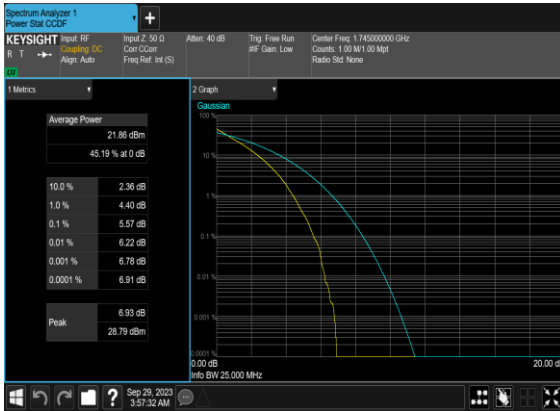 Spectrum Analyzer 1
Power Stat CCDF
KEYSIGHT
R T
LV
Input: RF
Coupling: DC
Align: Auto
Input Z: 50 Ω
Corr CCorr
Freq Ref: Int (S)
Atten: 40 dB
Trig: Free Run
#IF Gain: Low
Center Freq: 1.745000000 GHz
Counts: 1.00 M/1.00 Mpt
Radio Std: None
1 Metrics
Average Power
21.86 dBm
45.19 % at 0 dB
10.0 % 2.36 dB
1.0 % 4.40 dB
0.1 % 5.57 dB
0.01 % 6.22 dB
0.001 % 6.78 dB
0.0001 % 6.91 dB
Peak
6.93 dB
28.79 dBm
2 Graph
Gaussian
100 %
10 %
1 %
0.1 %
0.01 %
0.001 %
0.0001 %
0.00 dB
20.00 d
Info BW 25.000 MHz
?
Sep 29, 2023
3:57:32 AM